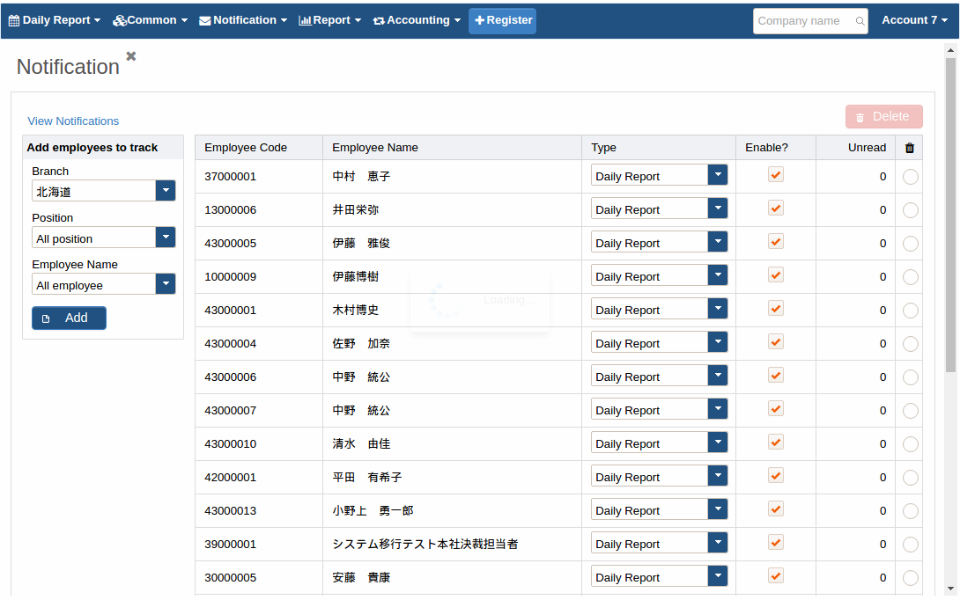 Daily Report Common Notification Report Accounting Register Company name Account 7
Notification
View Notifications
Delete
Add employees to track
Branch
北海道
Position
All position
Employee Name
All employee
Add
Employee Code Employee Name Type Enable? Unread
37000001 中村 惠子 Daily Report 0
13000006 井田栄弥 Daily Report 0
43000005 伊藤 雅俊 Daily Report 0
10000009 伊藤博樹 Daily Report 0
Loading...
43000001 木村博史 Daily Report 0
43000004 佐野 加奈 Daily Report 0
43000006 中野 統公 Daily Report 0
43000007 中野 統公 Daily Report 0
43000010 清水 由佳 Daily Report 0
42000001 平田 有希子 Daily Report 0
43000013 小野上 勇一郎 Daily Report 0
39000001 システム移行テスト本社決裁担当者 Daily Report 0
30000005 安藤 貴康 Daily Report 0